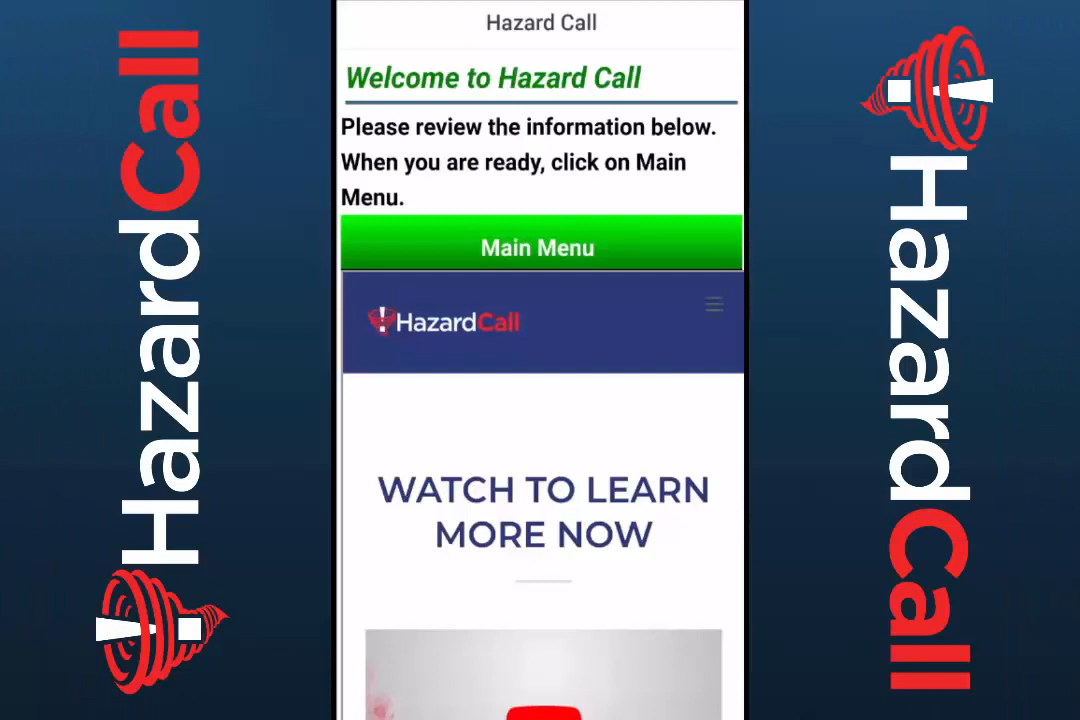 HazardCall
Hazard Call
Welcome to Hazard Call
Please review the information below.
When you are ready, click on Main
Menu.
Main Menu
HazardCall
WATCH TO LEARN
MORE NOW
HazardCall